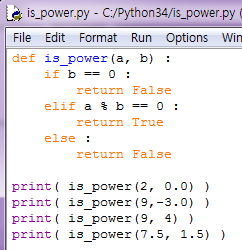 is_power.py - C:/Python34/is_power.py (
File Edit Format Run Options Wind
def is_power(a, b) :
    if b == 0 :
        return False
    elif a % b == 0 :
        return True
    else :
        return False

print( is_power(2, 0.0) )
print( is_power(9,-3.0) )
print( is_power(9, 4) )
print( is_power(7.5, 1.5) )